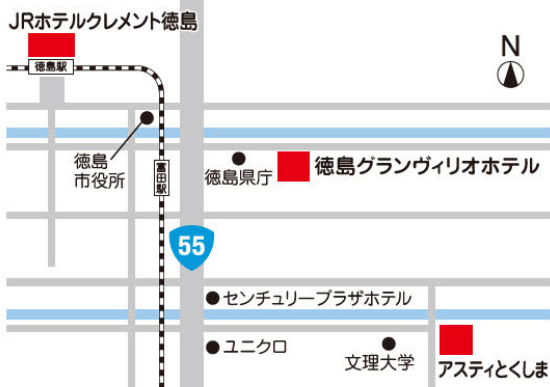 JRホテルクレメント徳島
徳島駅
N
徳島
市役所
富田駅
徳島県庁
徳島グランヴィリオホテル
55
センチュリープラザホテル
ユニクロ
文理大学
アスティとくしま